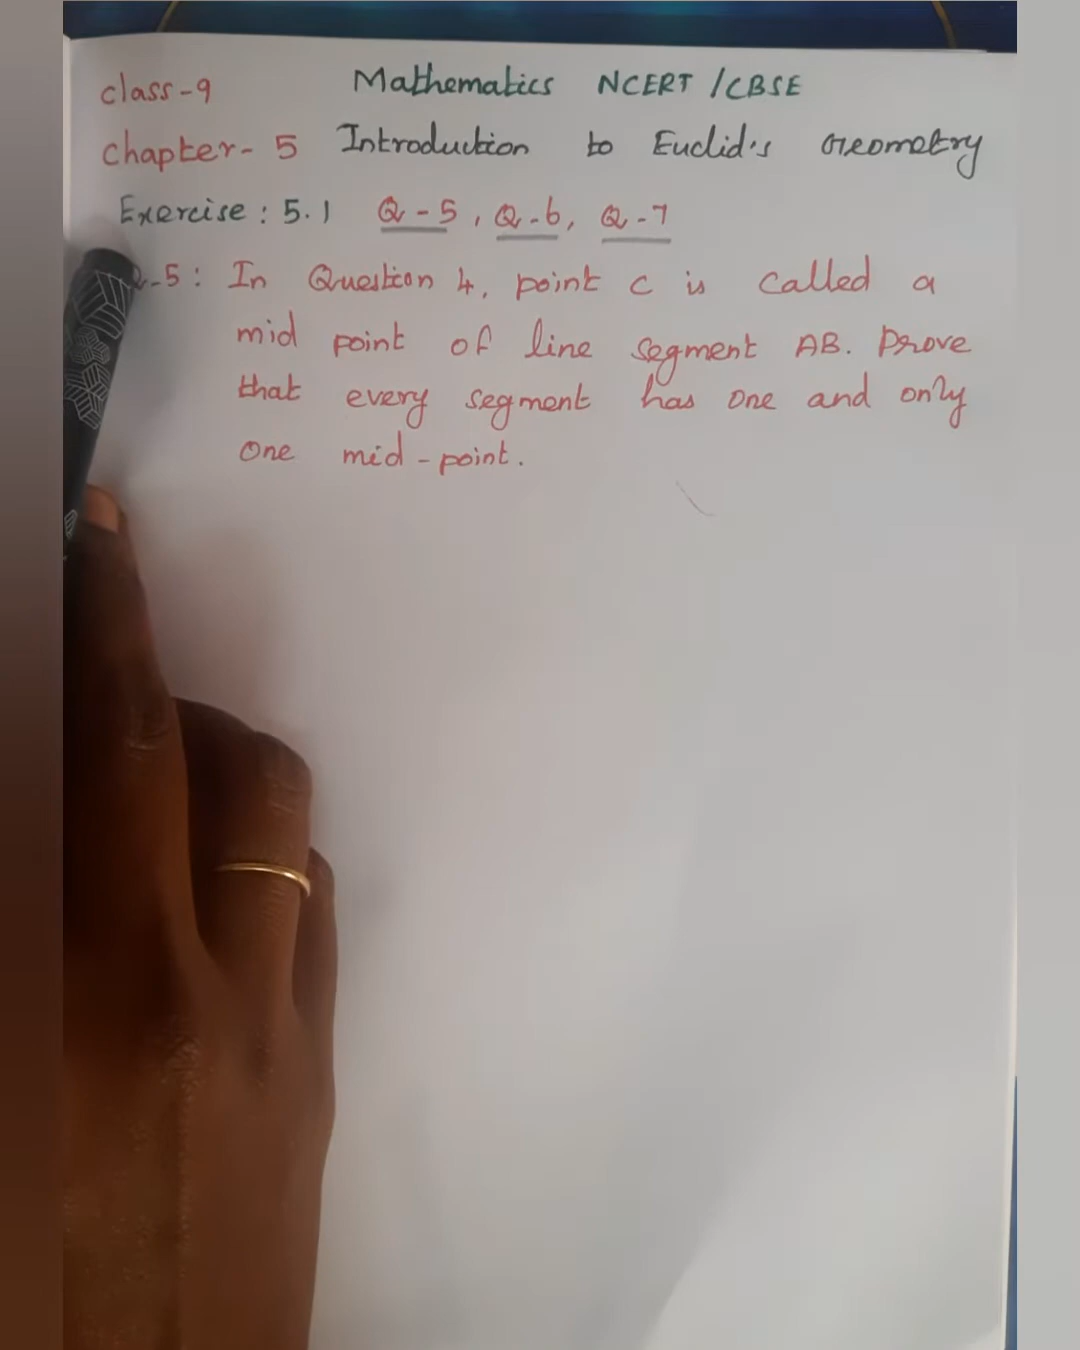 class-9 Mathematics NCERT /CBSE
chapter- 5 Introduction to Euclid's Geometry
Exercise: 5.1 Q-5, Q-6, Q-7
Q-5: In Question 4, point C is called a
mid point of line segment AB. Prove
that every segment has one and only
one mid-point.